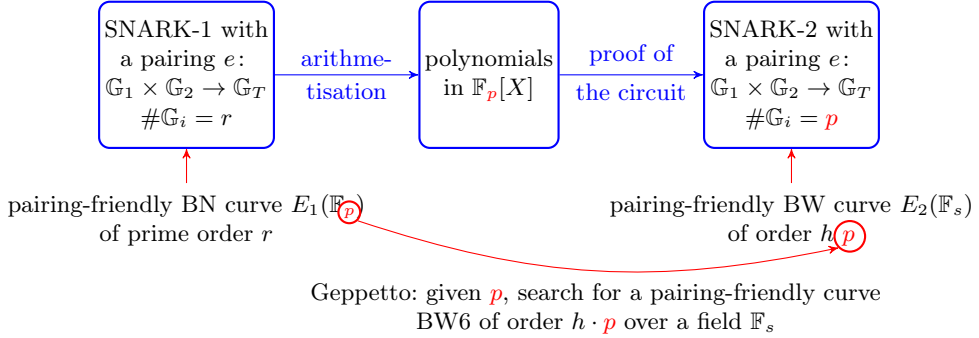 SNARK-1 with
a pairing e:
𝔾₁ × 𝔾₂ → 𝔾_T
#𝔾ᵢ = r
arithme-
tisation
polynomials
in 𝔽ₚ[X]
proof of
the circuit
SNARK-2 with
a pairing e:
𝔾₁ × 𝔾₂ → 𝔾_T
#𝔾ᵢ = p
pairing-friendly BN curve E₁(𝔽ₚ)
of prime order r
pairing-friendly BW curve E₂(𝔽ₛ)
of order h p
Geppetto: given p, search for a pairing-friendly curve
BW6 of order h · p over a field 𝔽ₛ